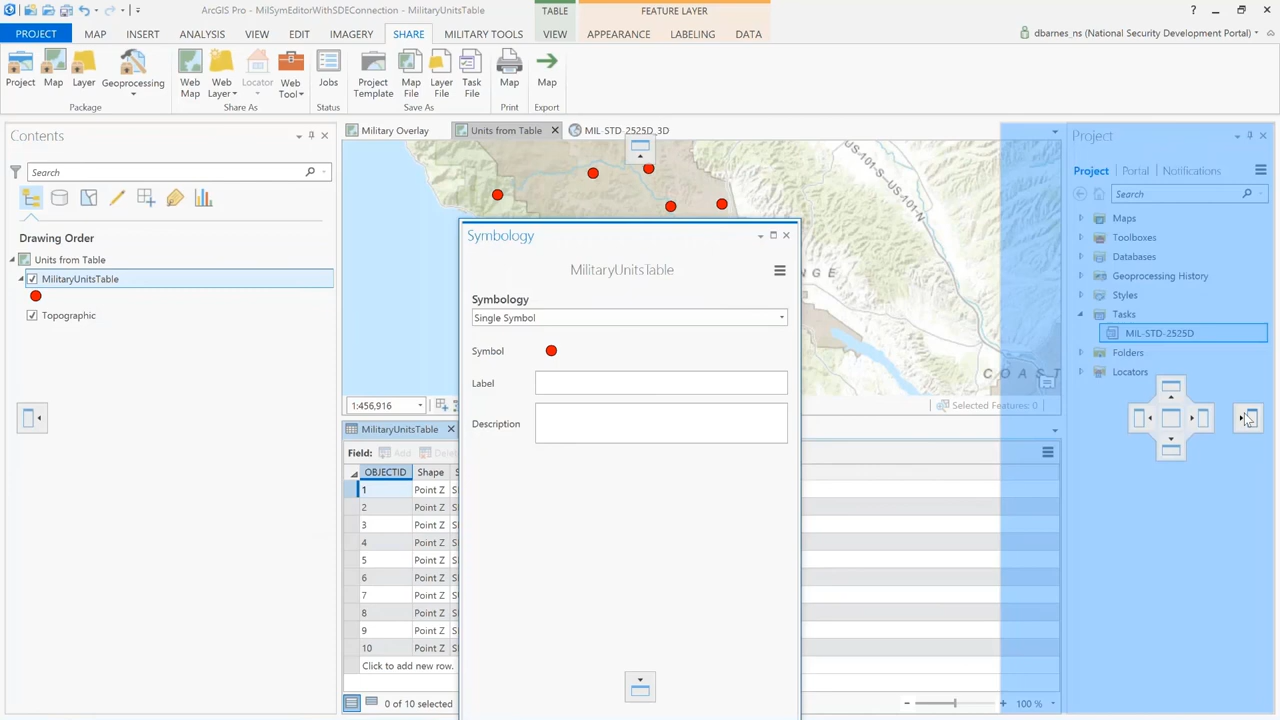 ArcGIS Pro - MilSymEditorWithSDEConnection - MilitaryUnitsTable
TABLE
FEATURE LAYER
?
PROJECT MAP INSERT ANALYSIS VIEW EDIT IMAGERY SHARE MILITARY TOOLS VIEW APPEARANCE LABELING DATA
dbarnes_ns (National Security Development Portal)
Project Map Layer Geoprocessing
Web Map
Web Layer
Locator
Web Tool
Jobs
Project Template
Map File
Layer File
Task File
Map
Map
Package Share As Status Save As Print Export
Contents
Search
Drawing Order
Units from Table
MilitaryUnitsTable
Topographic
Military Overlay Units from Table MIL-STD-2525D_3D
US-101-S—US-101-N
N G E
C O A S T
1:456,916
Selected Features: 0
MilitaryUnitsTable
Field: Add
OBJECTID Shape
1 Point Z
2 Point Z
3 Point Z
4 Point Z
5 Point Z
6 Point Z
7 Point Z
8 Point Z
9 Point Z
10 Point Z
Click to add new row.
0 of 10 selected
100 %
Symbology
MilitaryUnitsTable
Symbology
Single Symbol
Symbol
Label
Description
Project
Project Portal Notifications
Search
Maps
Toolboxes
Databases
Geoprocessing History
Styles
Tasks
MIL-STD-2525D
Folders
Locators